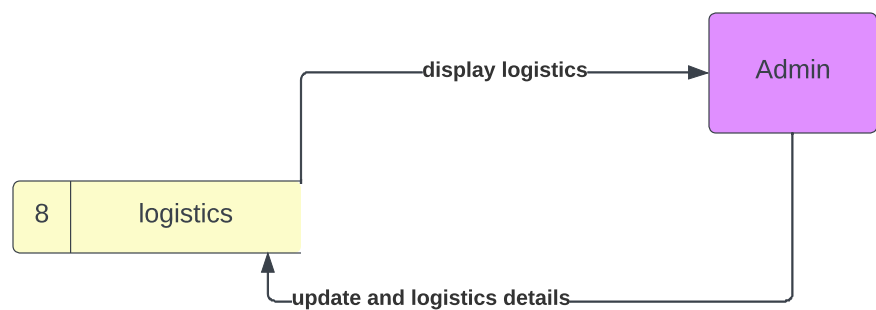 display logistics
Admin
8
logistics
update and logistics details